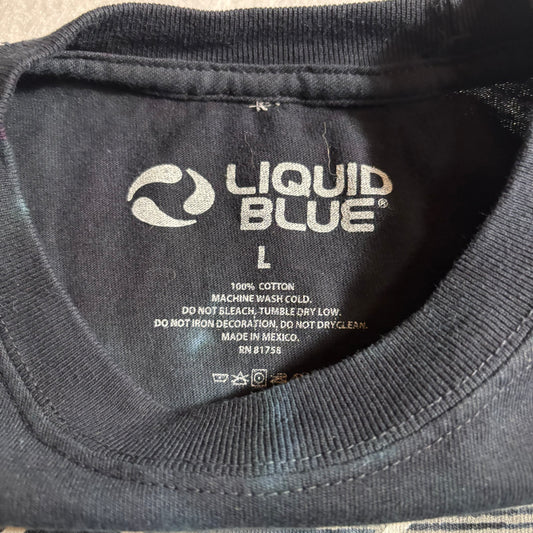 LIQUID
BLUE®
L
100% COTTON
MACHINE WASH COLD.
DO NOT BLEACH, TUMBLE DRY LOW.
DO NOT IRON DECORATION, DO NOT DRYCLEAN.
MADE IN MEXICO.
RN 81758